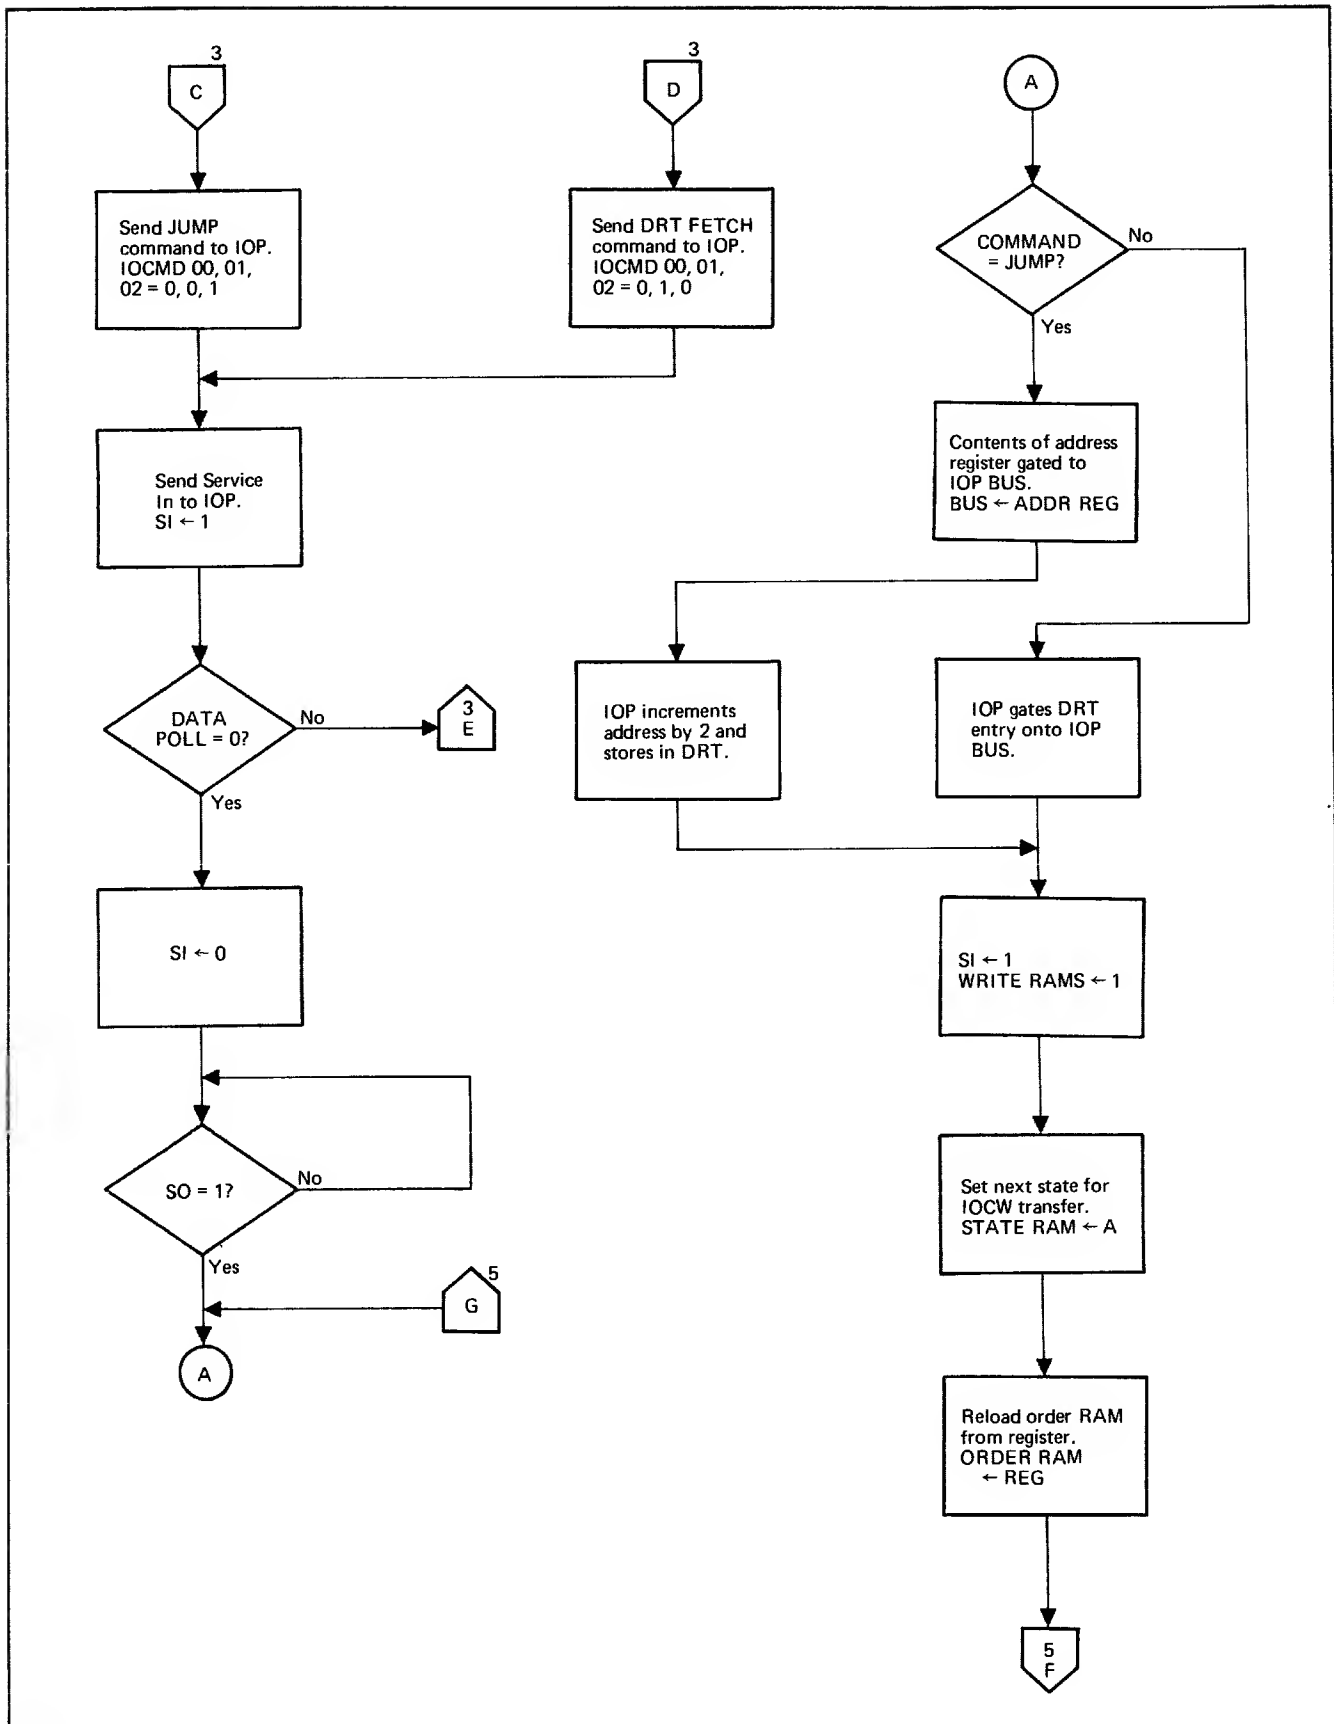 3
C
Send JUMP
command to IOP.
IOCMD 00, 01,
02 = 0, 0, 1
Send Service
In to IOP.
SI ← 1
DATA
POLL = 0?
No
3
E
Yes
SI ← 0
SO = 1?
No
Yes
5
G
A
3
D
Send DRT FETCH
command to IOP.
IOCMD 00, 01,
02 = 0, 1, 0
A
COMMAND
= JUMP?
No
Yes
Contents of address
register gated to
IOP BUS.
BUS ← ADDR REG
IOP increments
address by 2 and
stores in DRT.
IOP gates DRT
entry onto IOP
BUS.
SI ← 1
WRITE RAMS ← 1
Set next state for
IOCW transfer.
STATE RAM ← A
Reload order RAM
from register.
ORDER RAM
← REG
5
F